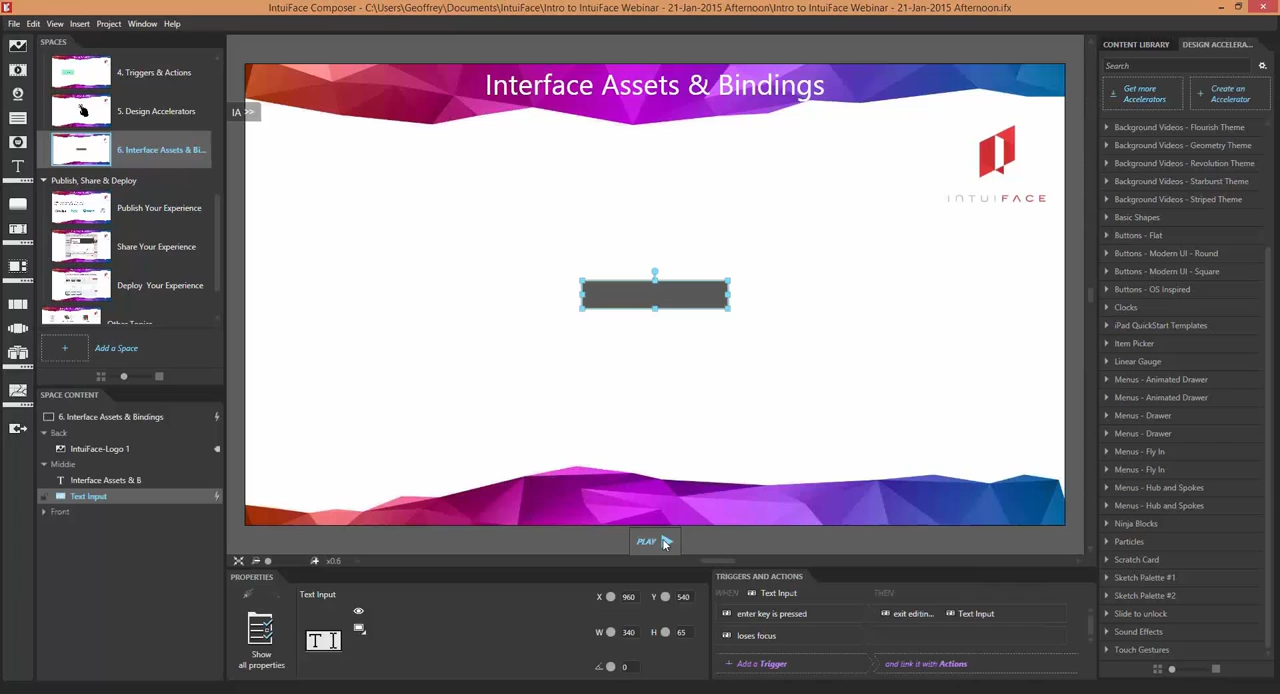 IntuiFace Composer - C:\Users\Geoffrey\Documents\IntuiFace\Intro to IntuiFace Webinar - 21-Jan-2015 Afternoon\Intro to IntuiFace Webinar - 21-Jan-2015 Afternoon.ifx
File Edit View Insert Project Window Help
SPACES
4. Triggers & Actions
5. Design Accelerators
6. Interface Assets & Bi...
Publish, Share & Deploy
Publish Your Experience
Share Your Experience
Deploy Your Experience
Other Topics
+ Add a Space
SPACE CONTENT
6. Interface Assets & Bindings
Back
IntuiFace-Logo 1
Middle
T Interface Assets & B
Text Input
Front
Interface Assets & Bindings
IA >>
INTUIFACE
PLAY
x0.6
PROPERTIES
Show
all properties
Text Input
T I
X 960 Y 540
W 340 H 65
0
TRIGGERS AND ACTIONS
WHEN Text Input THEN
enter key is pressed exit editin... Text Input
loses focus
+ Add a Trigger and link it with Actions
CONTENT LIBRARY DESIGN ACCELERA...
Search
Get more
Accelerators
+ Create an
Accelerator
Background Videos - Flourish Theme
Background Videos - Geometry Theme
Background Videos - Revolution Theme
Background Videos - Starburst Theme
Background Videos - Striped Theme
Basic Shapes
Buttons - Flat
Buttons - Modern UI - Round
Buttons - Modern UI - Square
Buttons - OS Inspired
Clocks
iPad QuickStart Templates
Item Picker
Linear Gauge
Menus - Animated Drawer
Menus - Animated Drawer
Menus - Drawer
Menus - Drawer
Menus - Fly In
Menus - Fly In
Menus - Hub and Spokes
Menus - Hub and Spokes
Ninja Blocks
Particles
Scratch Card
Sketch Palette #1
Sketch Palette #2
Slide to unlock
Sound Effects
Touch Gestures